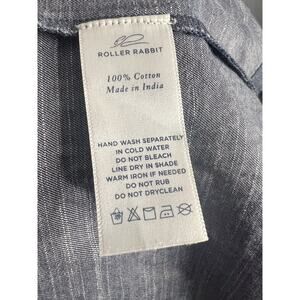 ROLLER RABBIT
100% Cotton
Made in India
HAND WASH SEPARATELY
IN COLD WATER
DO NOT BLEACH
LINE DRY IN SHADE
WARM IRON IF NEEDED
DO NOT RUB
DO NOT DRYCLEAN